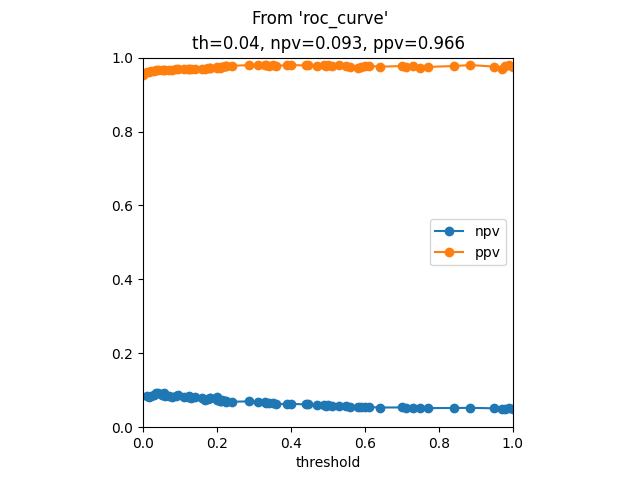 From 'roc_curve'
th=0.04, npv=0.093, ppv=0.966
1.0
0.8
0.6
0.4
0.2
0.0
npv
ppv
0.0 0.2 0.4 0.6 0.8 1.0
threshold